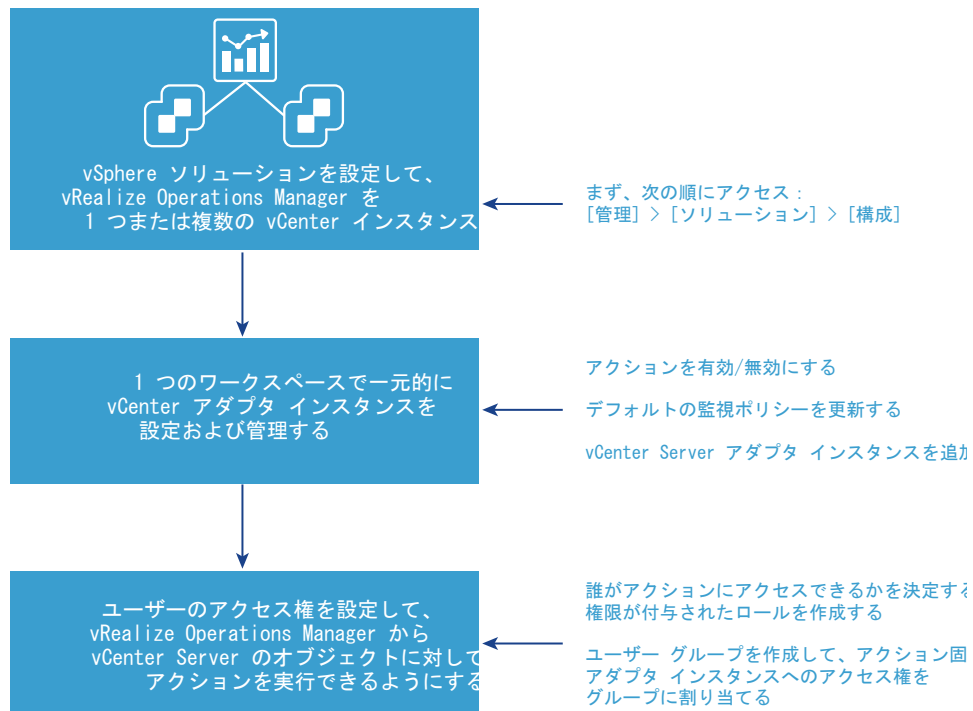 vSphere ソリューションを設定して、
vRealize Operations Manager を
1 つまたは複数の vCenter インスタンス
まず、次の順にアクセス：
[管理] > [ソリューション] > [構成]
1 つのワークスペースで一元的に
vCenter アダプタ インスタンスを
設定および管理する
アクションを有効/無効にする
デフォルトの監視ポリシーを更新する
vCenter Server アダプタ インスタンスを追加
ユーザーのアクセス権を設定して、
vRealize Operations Manager から
vCenter Server のオブジェクトに対して
アクションを実行できるようにする
誰がアクションにアクセスできるかを決定する
権限が付与されたロールを作成する
ユーザー グループを作成して、アクション固
アダプタ インスタンスへのアクセス権を
グループに割り当てる